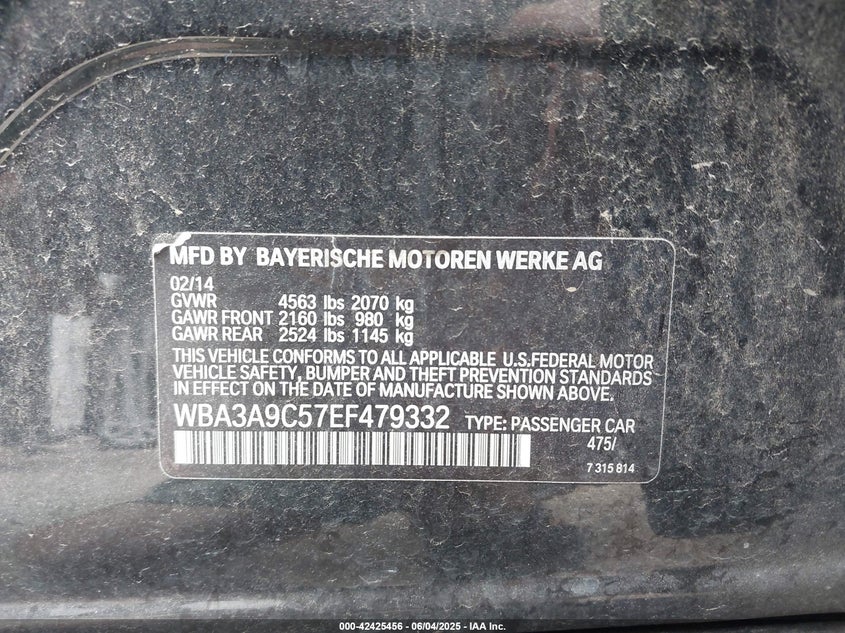 MFD BY BAYERISCHE MOTOREN WERKE AG
02/14
GVWR 4563 lbs 2070 kg
GAWR FRONT 2160 lbs 980 kg
GAWR REAR 2524 lbs 1145 kg
THIS VEHICLE CONFORMS TO ALL APPLICABLE U.S.FEDERAL MOTOR
VEHICLE SAFETY, BUMPER AND THEFT PREVENTION STANDARDS
IN EFFECT ON THE DATE OF MANUFACTURE SHOWN ABOVE.
WBA3A9C57EF479332 TYPE: PASSENGER CAR
475/
7 315 814
000-42425456 - 06/04/2025 - IAA Inc.